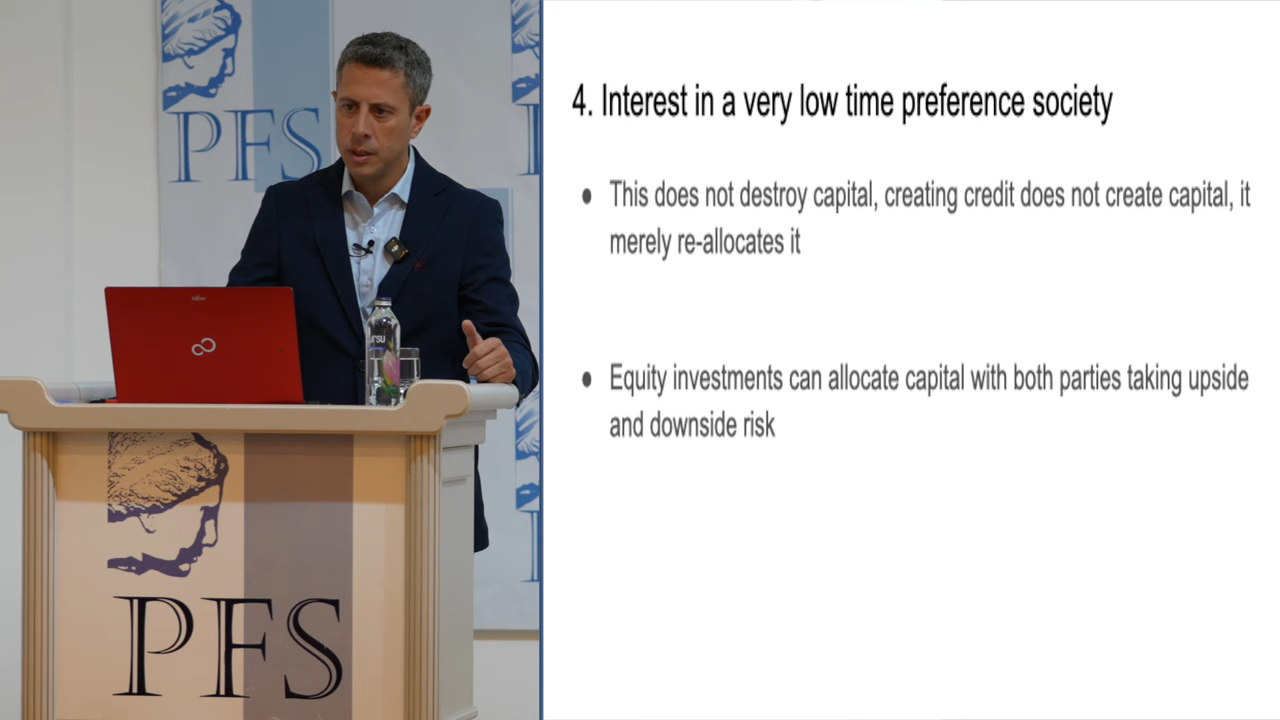 PFS
4. Interest in a very low time preference society
This does not destroy capital, creating credit does not create capital, it
merely re-allocates it
Equity investments can allocate capital with both parties taking upside
and downside risk
FUJITSU
PFS